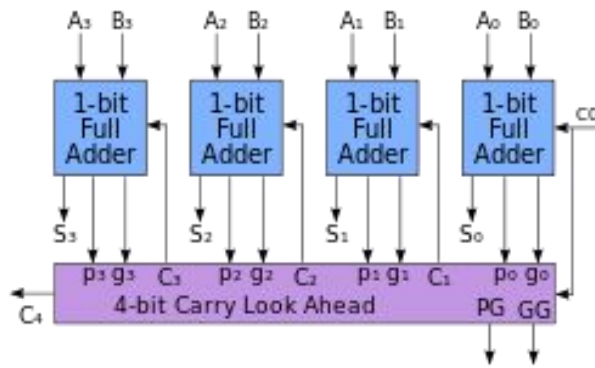 A₃ B₃ A₂ B₂ A₁ B₁ A₀ B₀
1-bit Full Adder
1-bit Full Adder
1-bit Full Adder
1-bit Full Adder
c0
S₃ S₂ S₁ S₀
p₃ g₃ C₃ p₂ g₂ C₂ p₁ g₁ C₁ p₀ g₀
C₄ 4-bit Carry Look Ahead PG GG